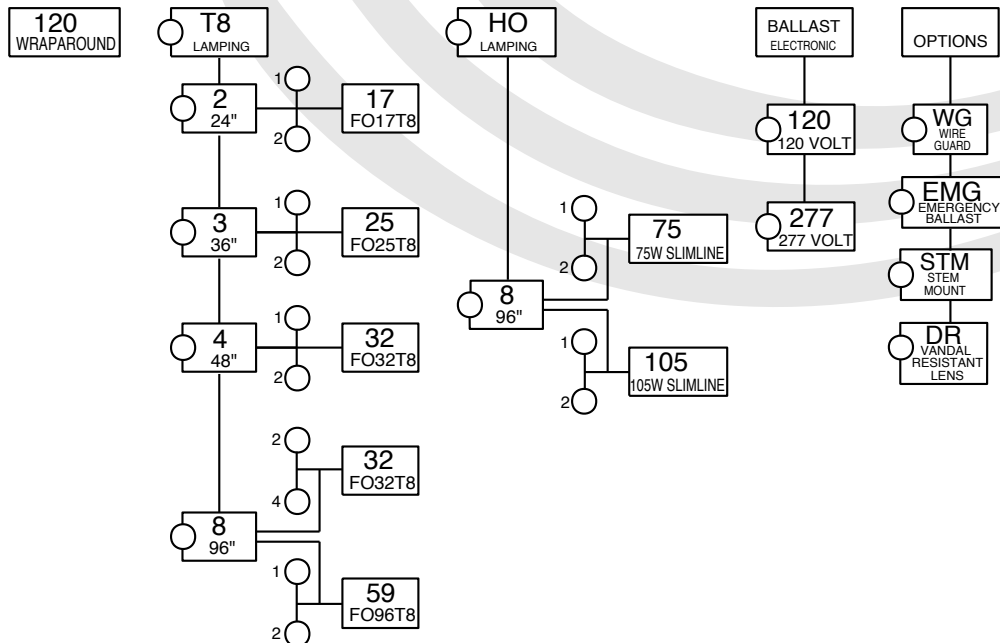 120
WRAPAROUND
T8
LAMPING
2
24"
1
2
17
FO17T8
3
36"
1
2
25
FO25T8
4
48"
1
2
32
FO32T8
8
96"
2
4
32
FO32T8
1
2
59
FO96T8
HO
LAMPING
8
96"
1
2
75
75W SLIMLINE
1
2
105
105W SLIMLINE
BALLAST
ELECTRONIC
120
120 VOLT
277
277 VOLT
OPTIONS
WG
WIRE
GUARD
EMG
EMERGENCY
BALLAST
STM
STEM
MOUNT
DR
VANDAL
RESISTANT
LENS